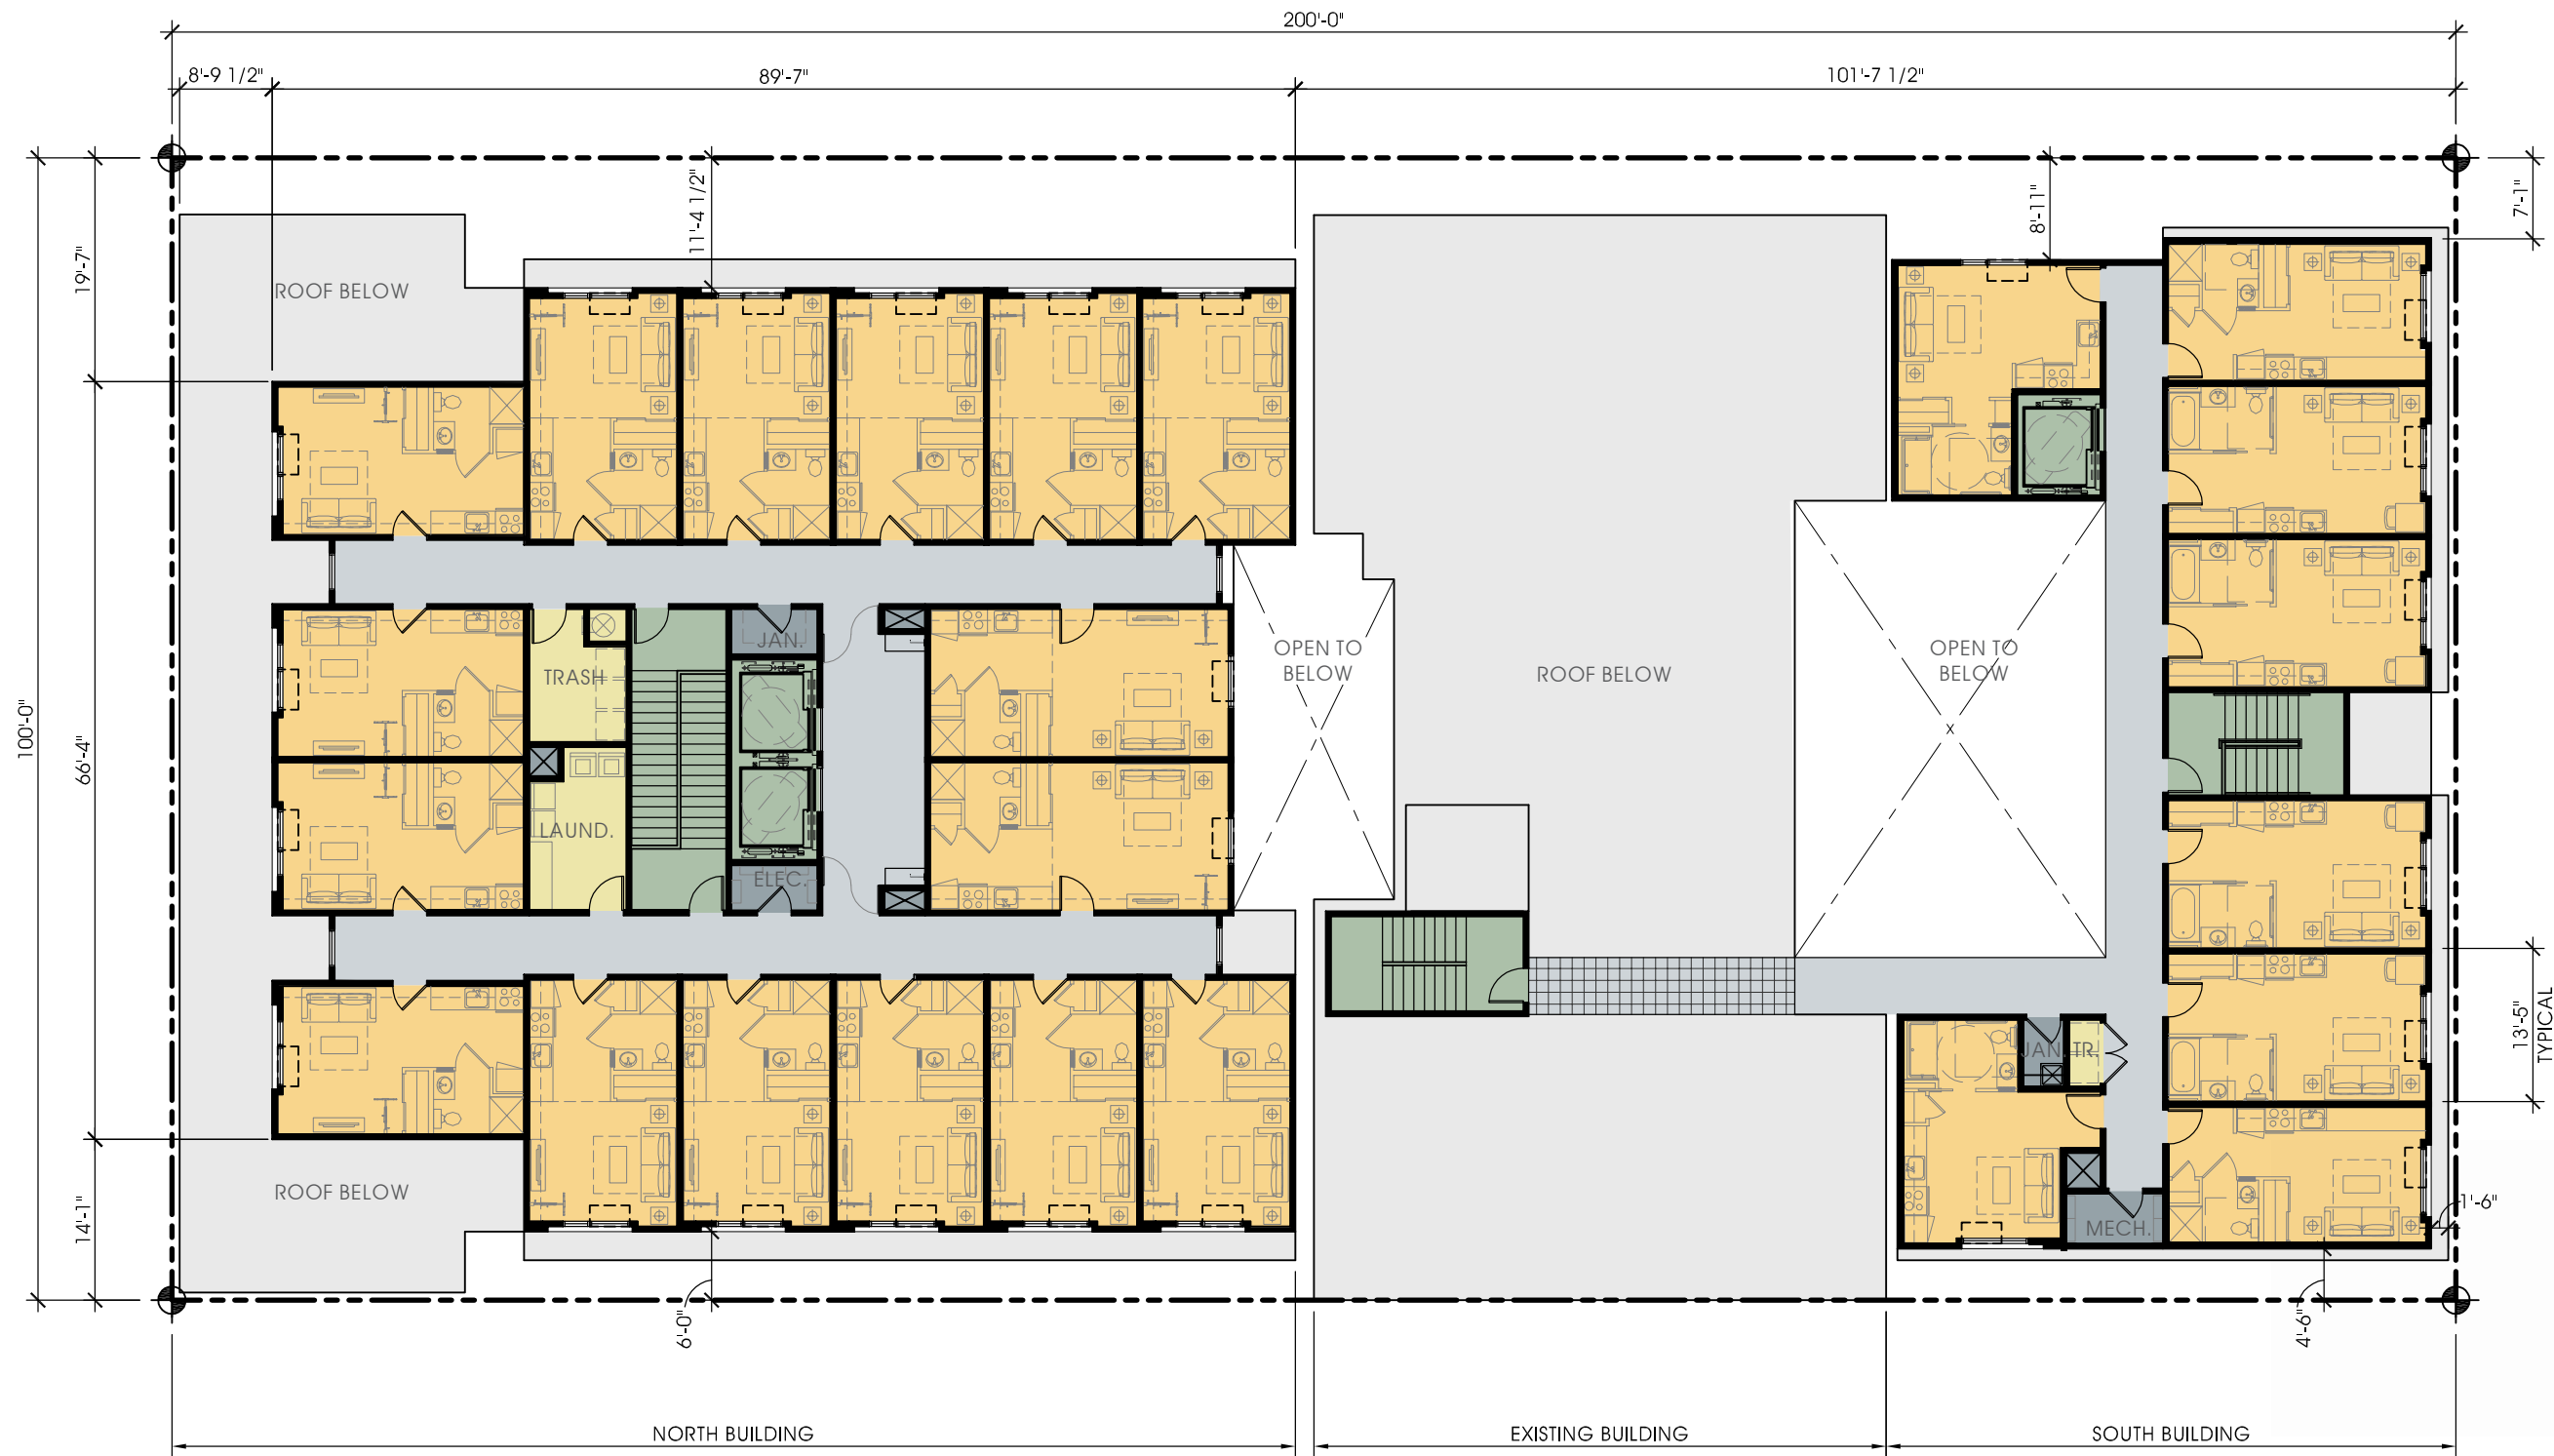 200'-0"
8'-9 1/2"
89'-7"
101'-7 1/2"
11'-4 1/2"
8'-11"
7'-1"
19'-7"
ROOF BELOW
JAN.
OPEN TO
BELOW
OPEN TO
BELOW
TRASH
ROOF BELOW
100'-0"
66'-4"
LAUND.
ELEC.
JAN.
TR.
13'-5"
TYPICAL
ROOF BELOW
14'-1"
1'-6"
MECH.
6'-0"
4'-6"
NORTH BUILDING
EXISTING BUILDING
SOUTH BUILDING